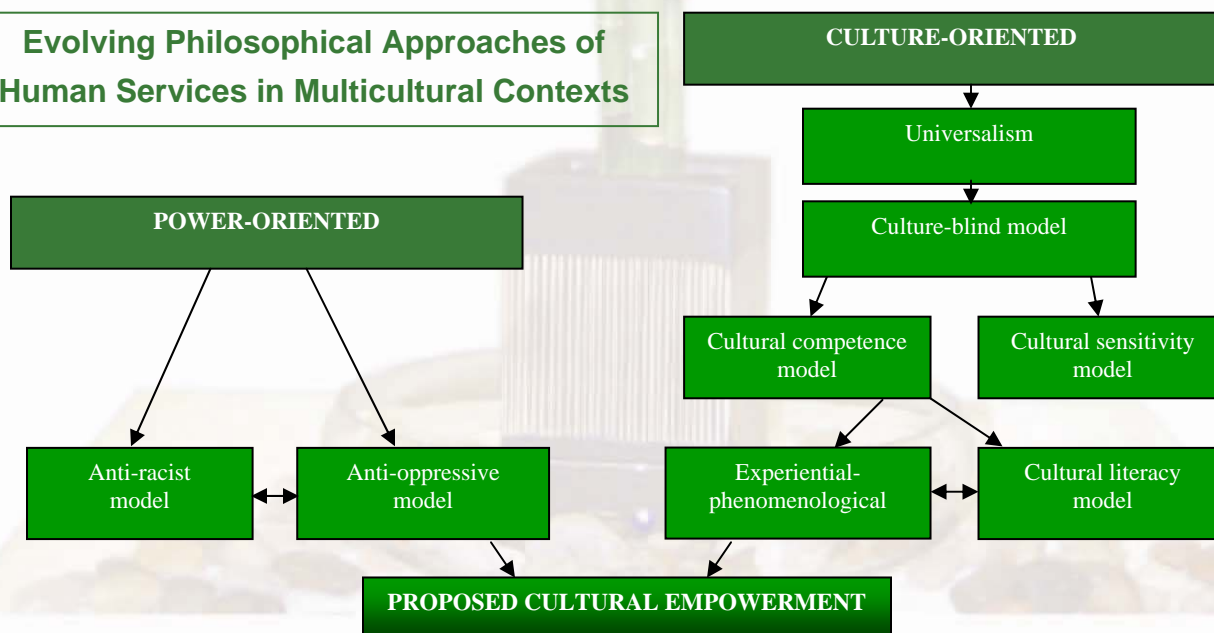 Evolving Philosophical Approaches of
Human Services in Multicultural Contexts
CULTURE-ORIENTED
Universalism
Culture-blind model
POWER-ORIENTED
Cultural competence
model
Cultural sensitivity
model
Anti-racist
model
Anti-oppressive
model
Experiential-
phenomenological
Cultural literacy
model
PROPOSED CULTURAL EMPOWERMENT